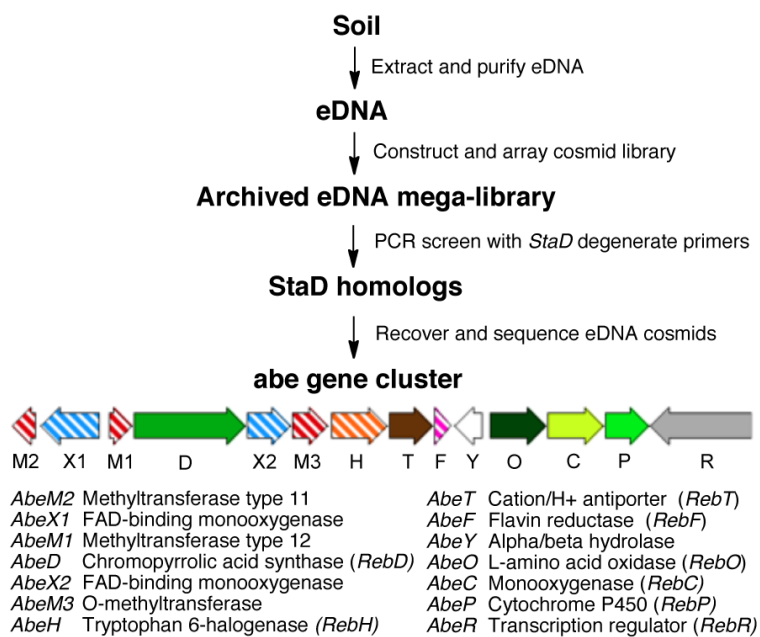 Soil
Extract and purify eDNA
eDNA
Construct and array cosmid library
Archived eDNA mega-library
PCR screen with StaD degenerate primers
StaD homologs
Recover and sequence eDNA cosmids
abe gene cluster
M2 X1 M1 D X2 M3 H T F Y O C P R
AbeM2 Methyltransferase type 11
AbeX1 FAD-binding monooxygenase
AbeM1 Methyltransferase type 12
AbeD Chromopyrrolic acid synthase (RebD)
AbeX2 FAD-binding monooxygenase
AbeM3 O-methyltransferase
AbeH Tryptophan 6-halogenase (RebH)
AbeT Cation/H+ antiporter (RebT)
AbeF Flavin reductase (RebF)
AbeY Alpha/beta hydrolase
AbeO L-amino acid oxidase (RebO)
AbeC Monooxygenase (RebC)
AbeP Cytochrome P450 (RebP)
AbeR Transcription regulator (RebR)